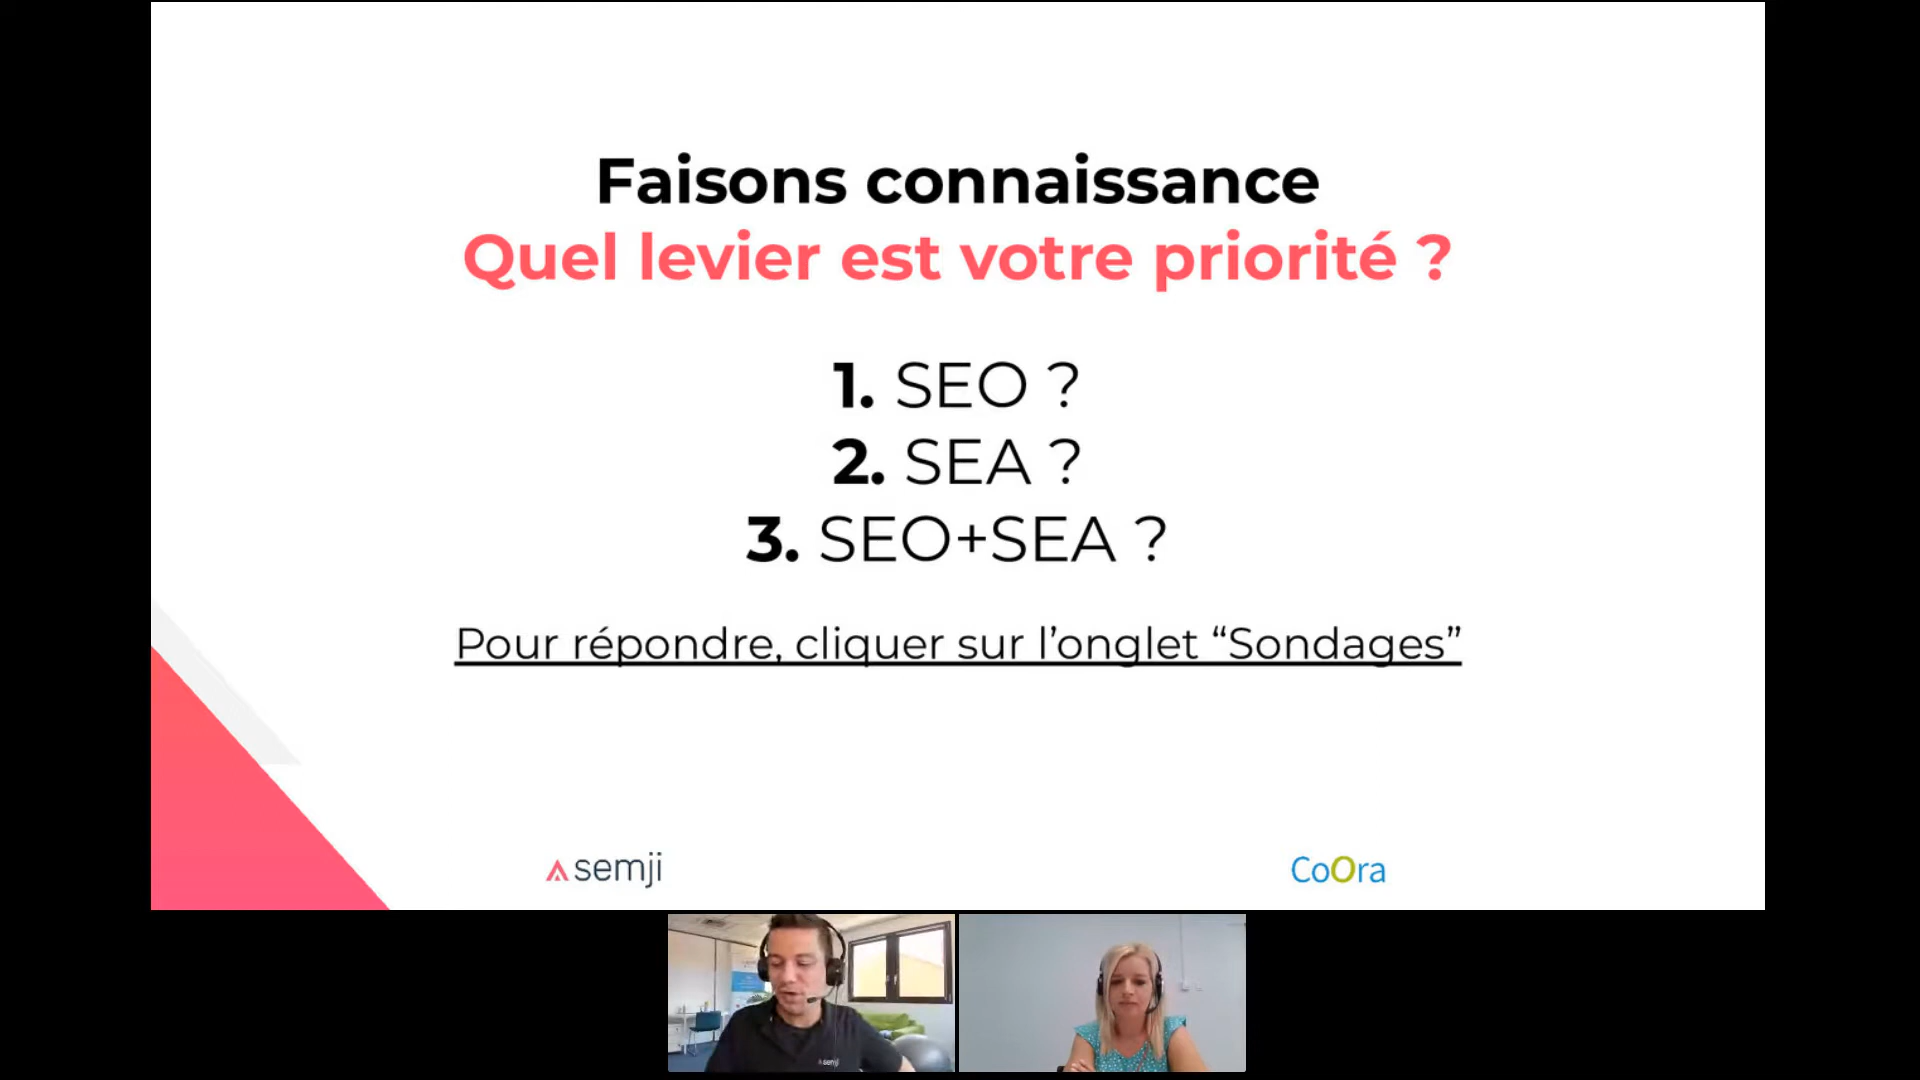 Faisons connaissance
Quel levier est votre priorité ?
1. SEO ?
2. SEA ?
3. SEO+SEA ?
Pour répondre, cliquer sur l’onglet “Sondages”
semji
CoOra
semji